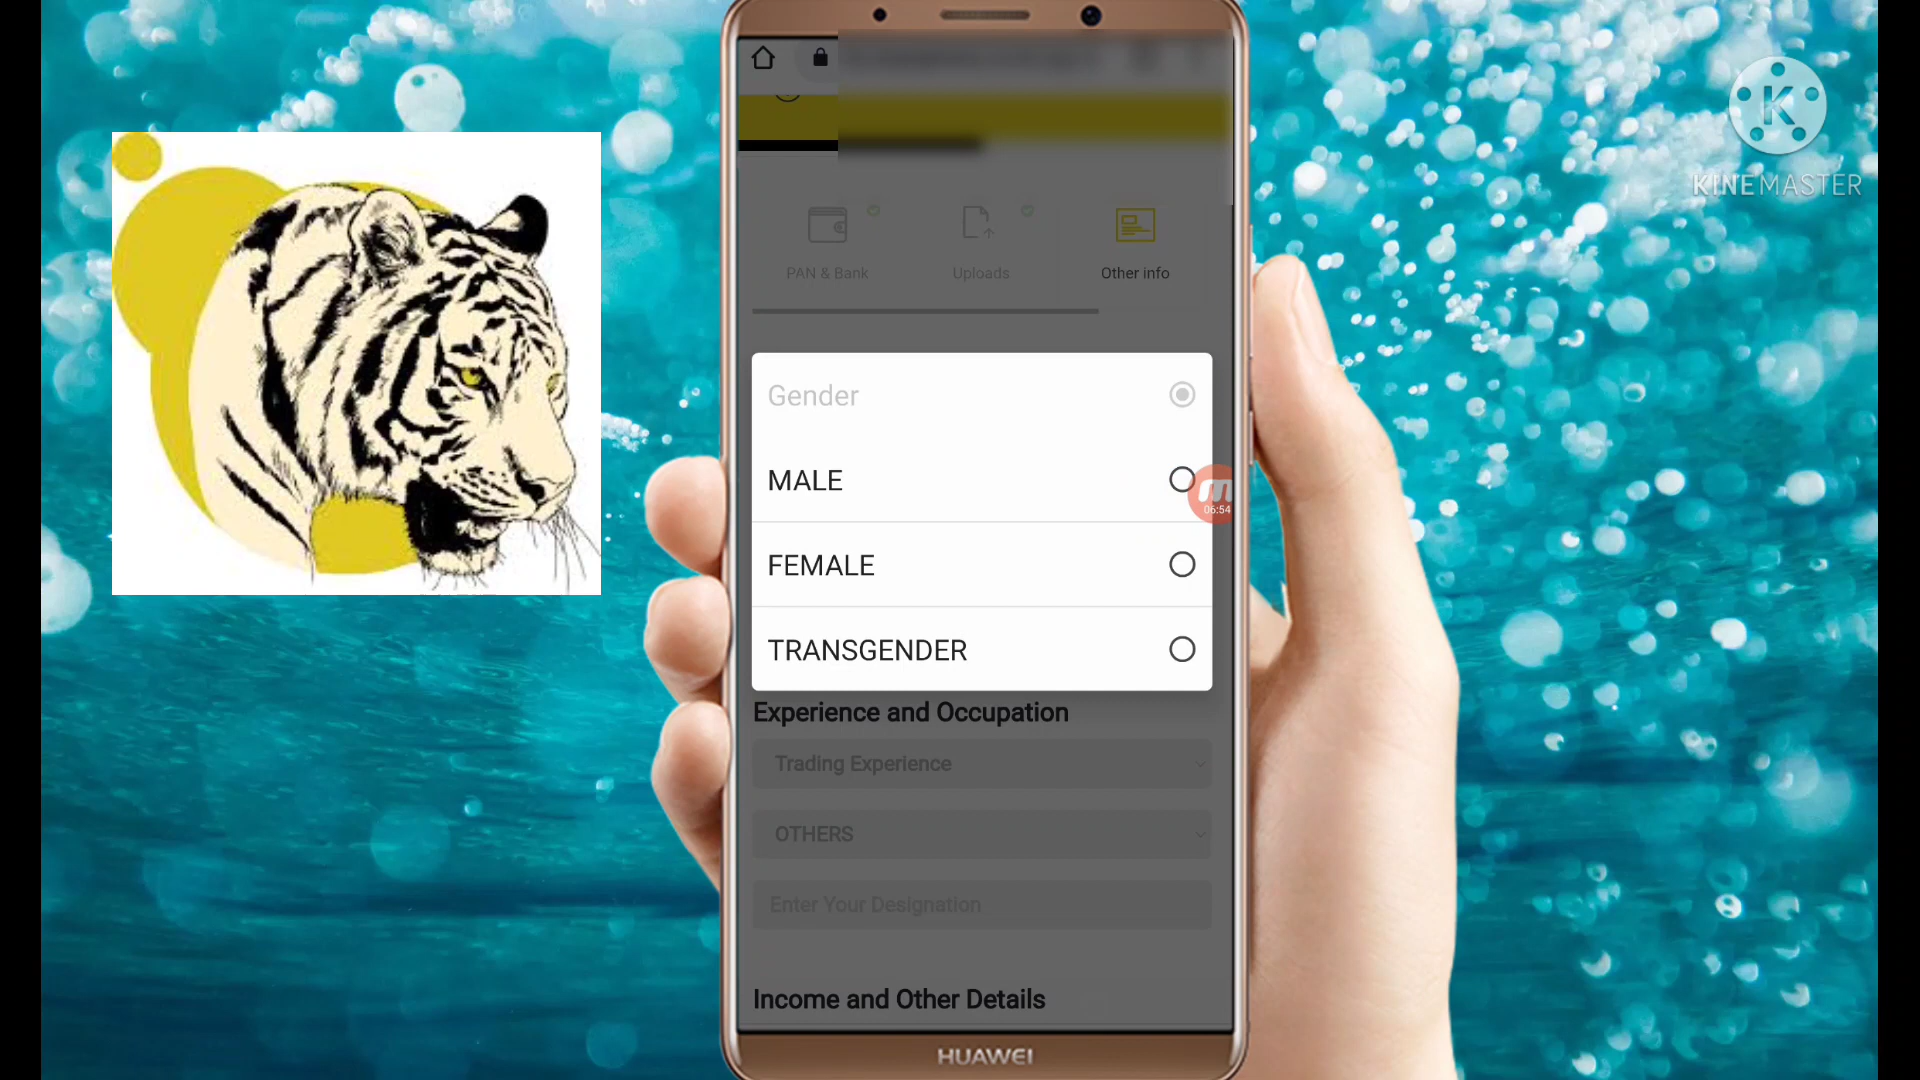 K
KINEMASTER
PAN & Bank
Uploads
Other info
Gender
MALE
06:54
FEMALE
TRANSGENDER
Experience and Occupation
Trading Experience
OTHERS
Enter Your Designation
Income and Other Details
HUAWEI